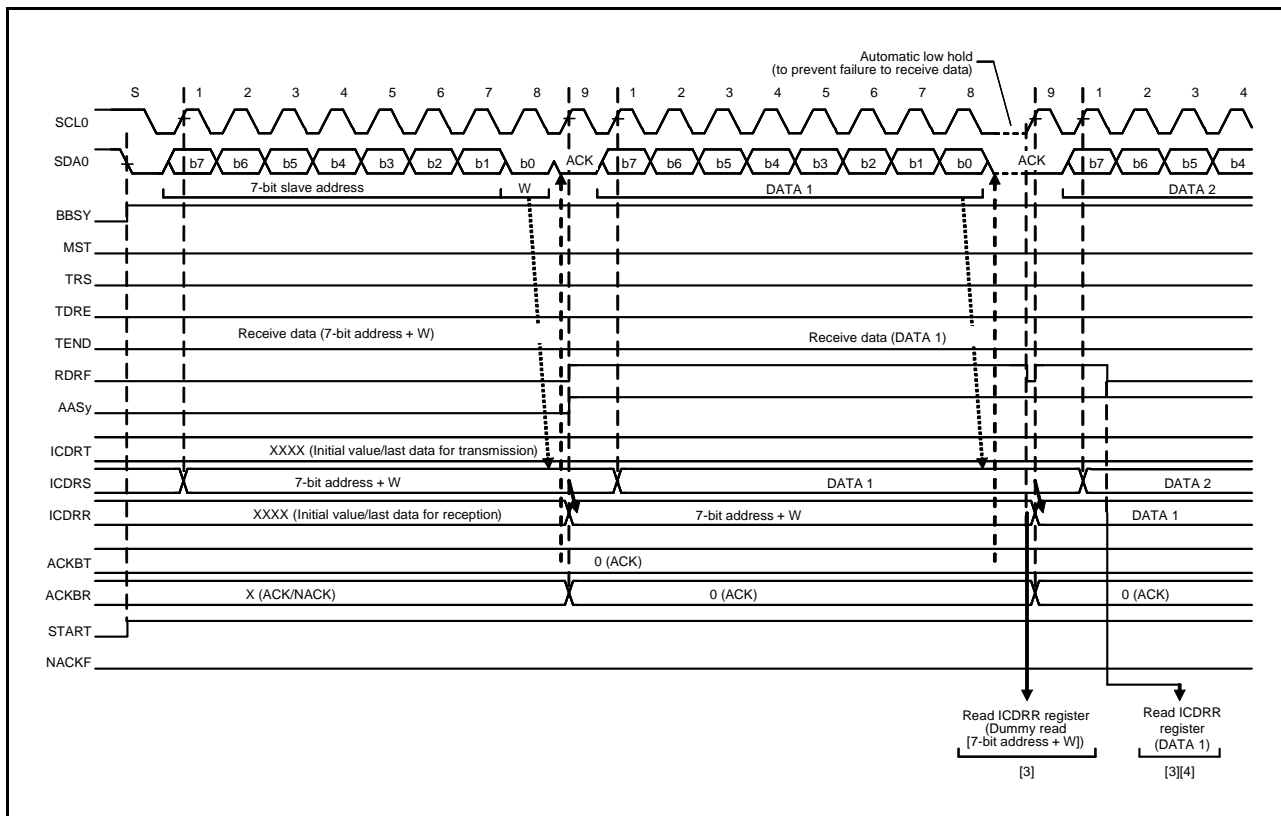 Automatic low hold
(to prevent failure to receive data)
S 1 2 3 4 5 6 7 8 9 1 2 3 4 5 6 7 8 9 1 2 3 4
SCL0
SDA0 b7 b6 b5 b4 b3 b2 b1 b0 ACK b7 b6 b5 b4 b3 b2 b1 b0 ACK b7 b6 b5 b4
7-bit slave address W DATA 1 DATA 2
BBSY
MST
TRS
TDRE
Receive data (7-bit address + W) Receive data (DATA 1)
TEND
RDRF
AASy
ICDRT XXXX (Initial value/last data for transmission)
ICDRS 7-bit address + W DATA 1 DATA 2
ICDRR XXXX (Initial value/last data for reception) 7-bit address + W DATA 1
ACKBT 0 (ACK)
ACKBR X (ACK/NACK) 0 (ACK) 0 (ACK)
START
NACKF
Read ICDRR register
(Dummy read
[7-bit address + W])
[3]
Read ICDRR
register
(DATA 1)
[3][4]